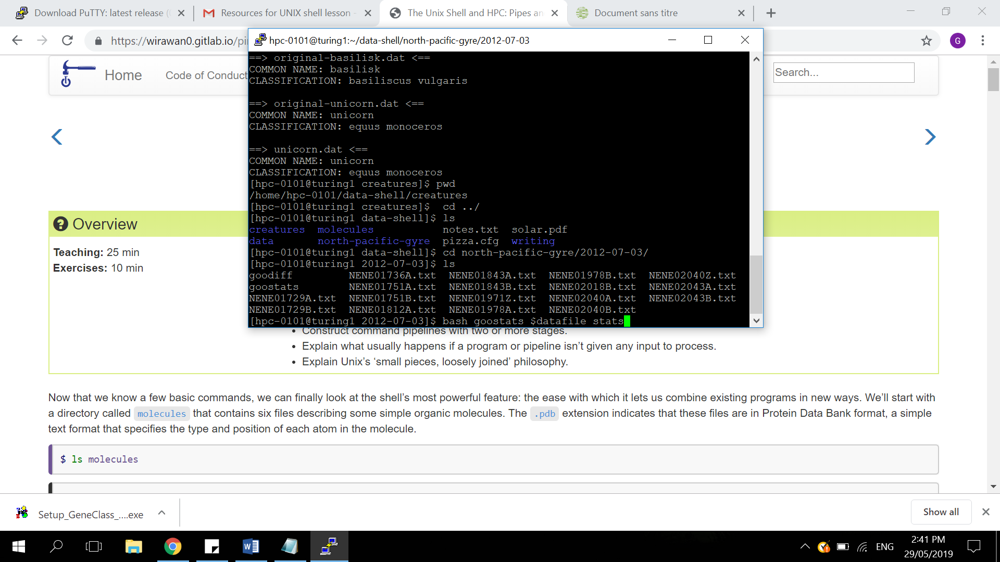 Download PuTTY: latest release (
Resources for UNIX shell lesson -
The Unix Shell and HPC: Pipes an
Document sans titre
https://wirawan0.gitlab.io/pi
G
hpc-0101@turing1:~/data-shell/north-pacific-gyre/2012-07-03
Home
Code of Conduct
Search...
==> original-basilisk.dat <==
COMMON NAME: basilisk
CLASSIFICATION: basiliscus vulgaris
==> original-unicorn.dat <==
COMMON NAME: unicorn
CLASSIFICATION: equus monoceros
==> unicorn.dat <==
COMMON NAME: unicorn
CLASSIFICATION: equus monoceros
[hpc-0101@turing1 creatures]$ pwd
/home/hpc-0101/data-shell/creatures
[hpc-0101@turing1 creatures]$  cd ../
[hpc-0101@turing1 data-shell]$ ls
creatures  molecules           notes.txt  solar.pdf
data       north-pacific-gyre  pizza.cfg  writing
[hpc-0101@turing1 data-shell]$ cd north-pacific-gyre/2012-07-03/
[hpc-0101@turing1 2012-07-03]$ ls
goodiff         NENE01736A.txt  NENE01843A.txt  NENE01978B.txt  NENE02040Z.txt
goostats        NENE01751A.txt  NENE01843B.txt  NENE02018B.txt  NENE02043A.txt
NENE01729A.txt  NENE01751B.txt  NENE01971Z.txt  NENE02040A.txt  NENE02043B.txt
NENE01729B.txt  NENE01812A.txt  NENE01978A.txt  NENE02040B.txt
[hpc-0101@turing1 2012-07-03]$ bash goostats $datafile stats
? Overview
Teaching: 25 min
Exercises: 10 min
• Construct command pipelines with two or more stages.
• Explain what usually happens if a program or pipeline isn’t given any input to process.
• Explain Unix’s ‘small pieces, loosely joined’ philosophy.
Now that we know a few basic commands, we can finally look at the shell’s most powerful feature: the ease with which it lets us combine existing programs in new ways. We’ll start with
a directory called molecules that contains six files describing some simple organic molecules. The .pdb extension indicates that these files are in Protein Data Bank format, a simple
text format that specifies the type and position of each atom in the molecule.
$ ls molecules
Setup_GeneClass_....exe
Show all
ENG
2:41 PM
29/05/2019